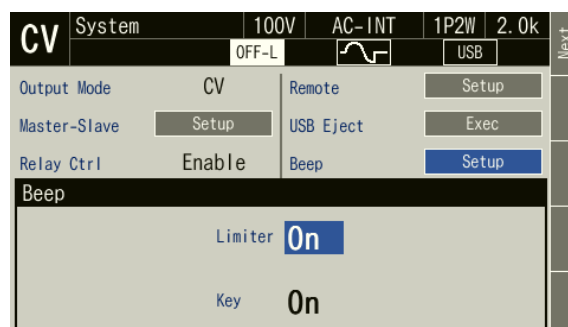 CV System 100V AC-INT 1P2W 2.0k
OFF-L USB
Next
Output Mode CV Remote Setup
Master-Slave Setup USB Eject Exec
Relay Ctrl Enable Beep Setup
Beep
Limiter On
Key On